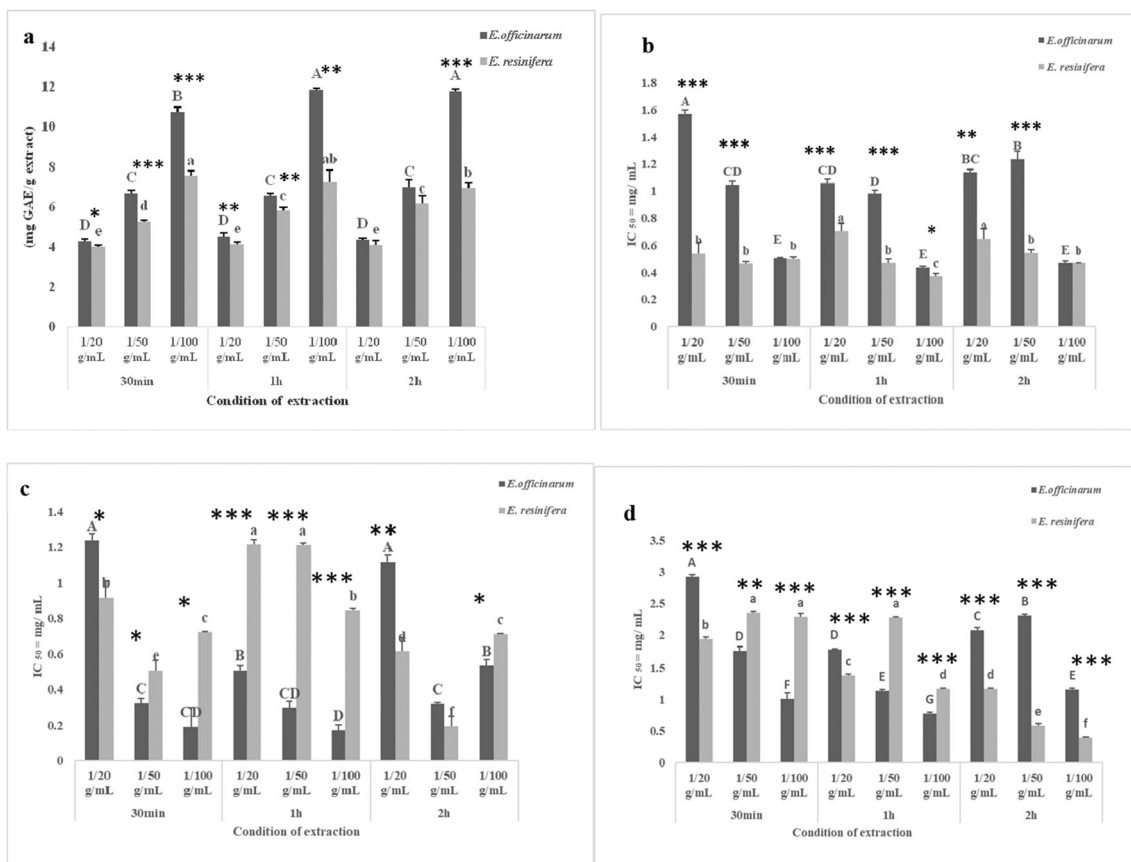 a
E.officinarum
E. resinifera
(mg GAE/g extract)
14
12
10
8
6
4
2
0
D * e
C *** d
B *** a
D ** e
C ** c
A ** ab
D e
C c
A *** b
1/20 g/mL
1/50 g/mL
1/100 g/mL
1/20 g/mL
1/50 g/mL
1/100 g/mL
1/20 g/mL
1/50 g/mL
1/100 g/mL
30min
1h
2h
Condition of extraction
b
E.officinarum
E. resinifera
IC 50 = mg/ mL
1.8
1.6
1.4
1.2
1
0.8
0.6
0.4
0.2
0
*** A b
*** CD b
E b
*** CD a
*** D b
* E c
** BC a
*** B b
E b
1/20 g/mL
1/50 g/mL
1/100 g/mL
1/20 g/mL
1/50 g/mL
1/100 g/mL
1/20 g/mL
1/50 g/mL
1/100 g/mL
30min
1h
2h
Condition of extraction
c
E.officinarum
E. resinifera
IC 50 = mg/ mL
1.4
1.2
1
0.8
0.6
0.4
0.2
0
* A b
* C e
* CD c
*** B a
*** CD a
*** D b
** A d
C f
* B c
1/20 g/mL
1/50 g/mL
1/100 g/mL
1/20 g/mL
1/50 g/mL
1/100 g/mL
1/20 g/mL
1/50 g/mL
1/100 g/mL
30min
1h
2h
Condition of extraction
d
E.officinarum
E. resinifera
IC 50 = mg/ mL
3.5
3
2.5
2
1.5
1
0.5
0
*** A b
** D a
*** F a
*** D c
*** E a
*** G d
*** C d
*** B e
*** E f
1/20 g/mL
1/50 g/mL
1/100 g/mL
1/20 g/mL
1/50 g/mL
1/100 g/mL
1/20 g/mL
1/50 g/mL
1/100 g/mL
30min
1h
2h
Condition of extraction